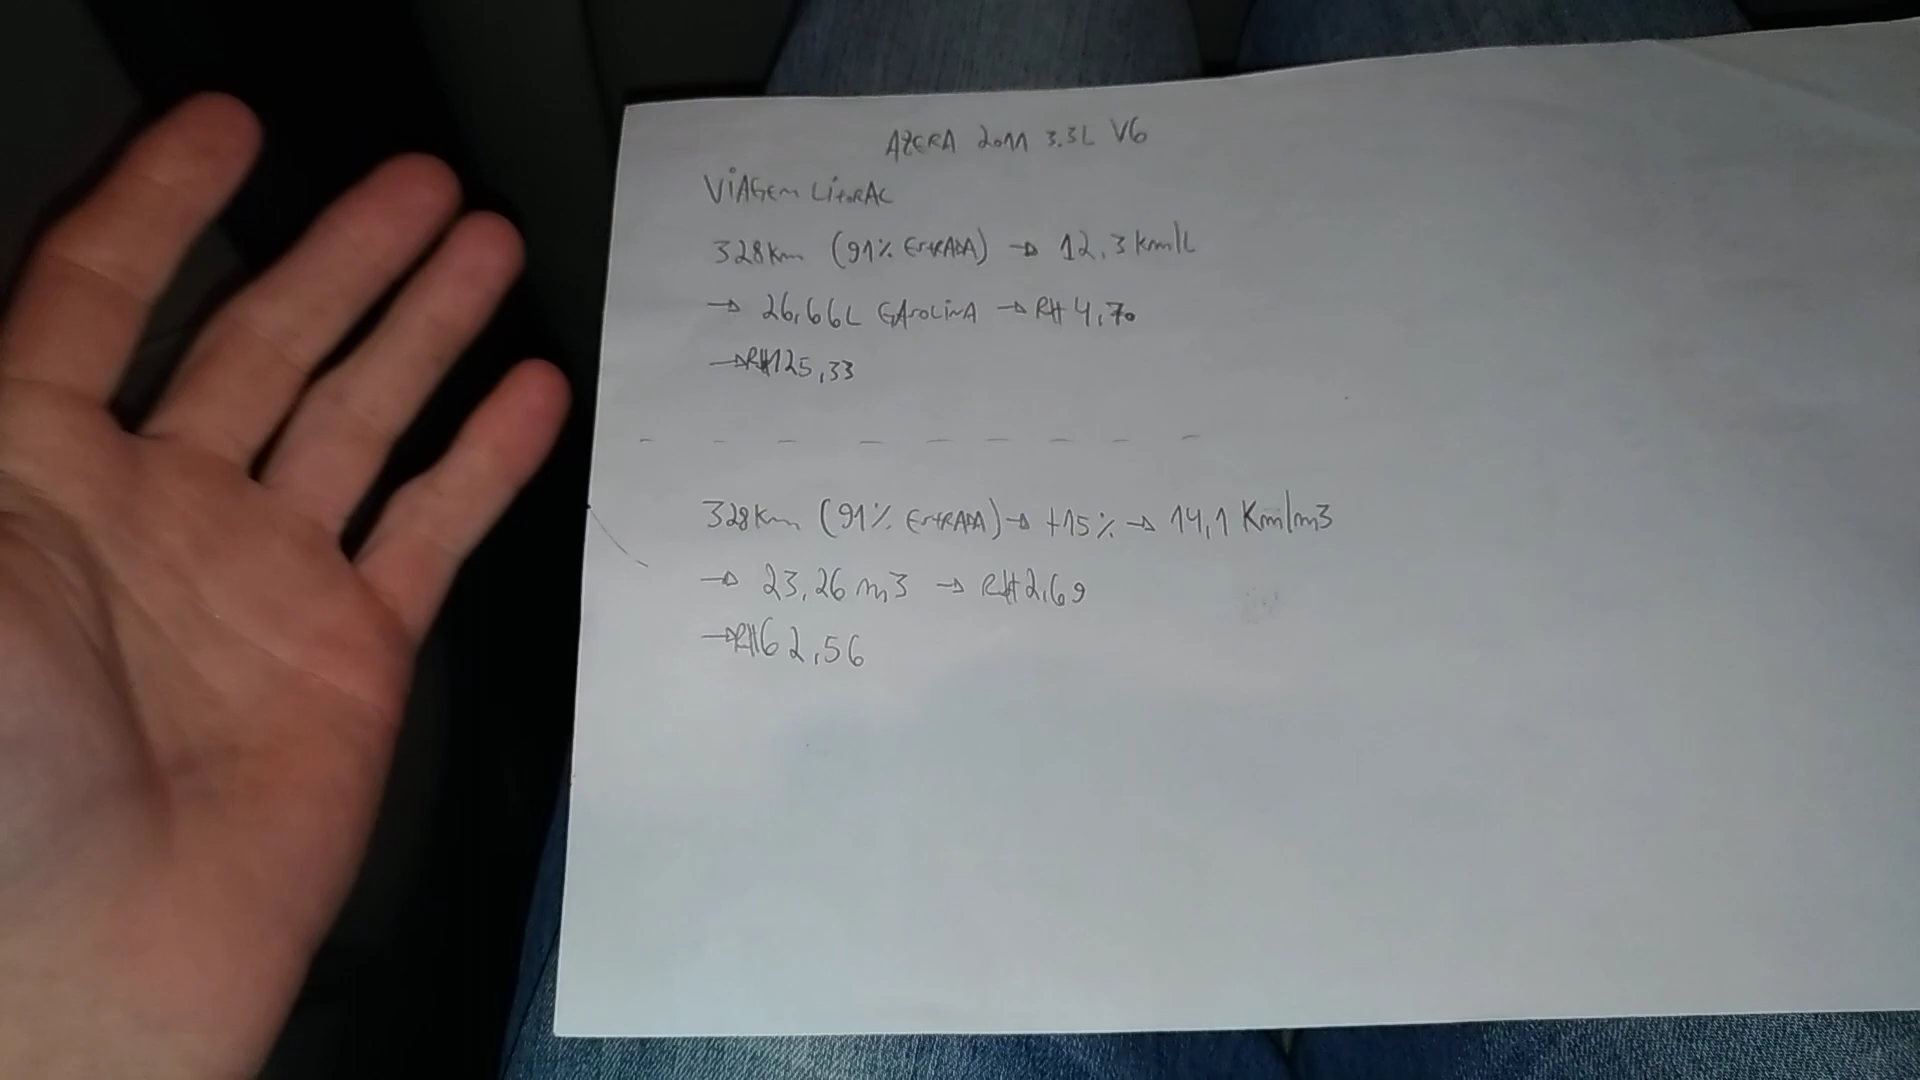 AZERA 2011 3.3L V6
ViAGEm LitoRAL
328Km (91% EstRADA) → 12,3 Km/L
→ 26,66L GAsoLinA → R$ 4,70
→R$125,33
328Km (91% EstRADA) → +15% → 14,1 Km/m3
→ 23,26 m3 → R$ 2,69
→R$62,56